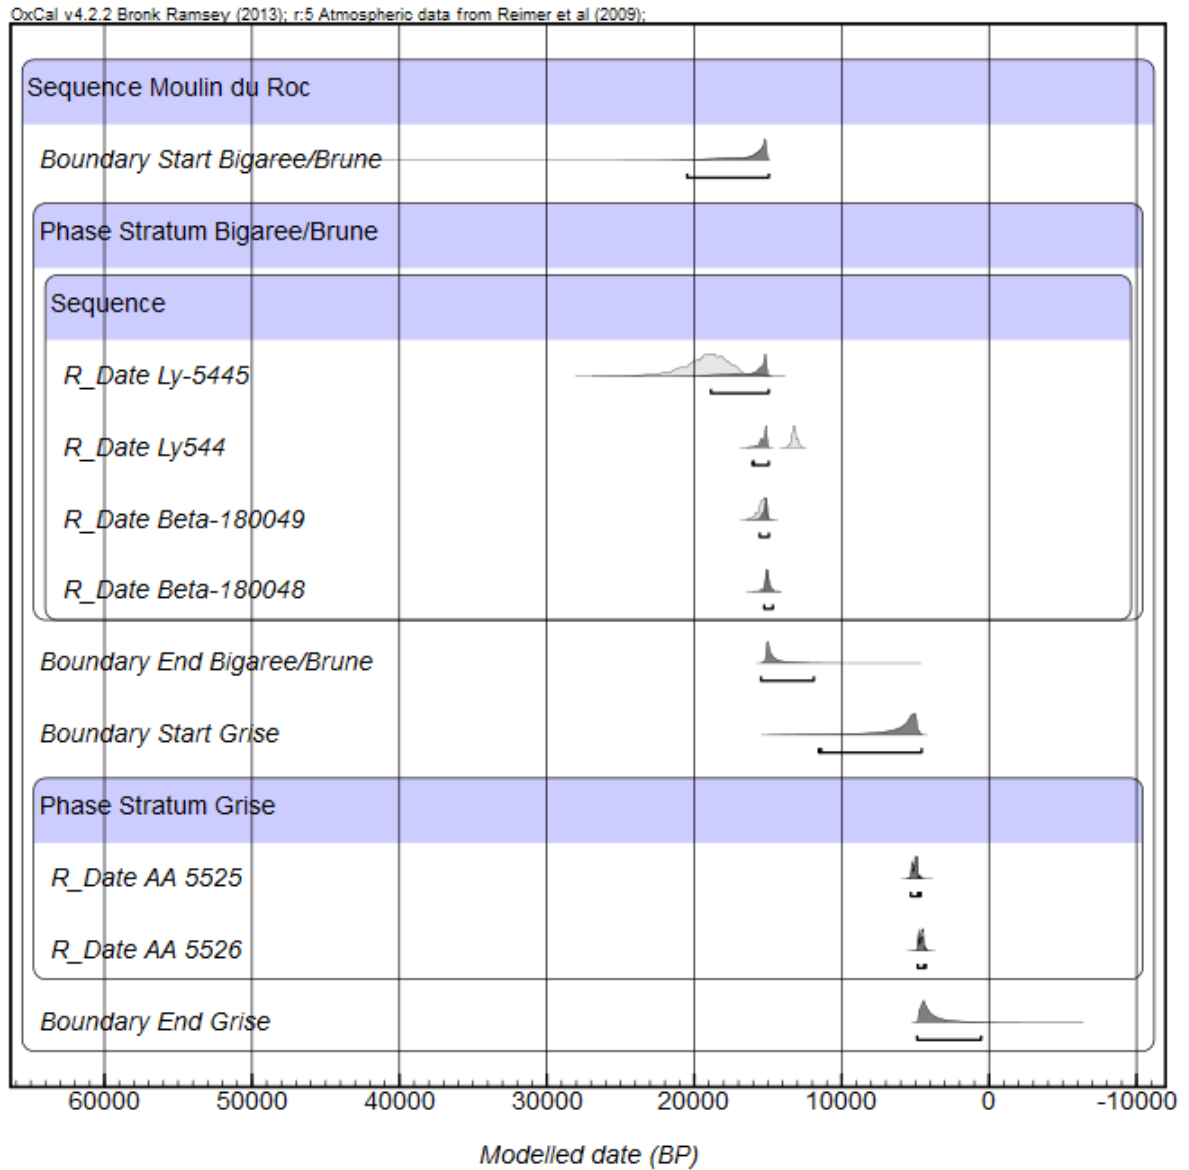 OxCal v4.2.2 Bronk Ramsey (2013); r:5 Atmospheric data from Reimer et al (2009);
Sequence Moulin du Roc
Boundary Start Bigaree/Brune
Phase Stratum Bigaree/Brune
Sequence
R_Date Ly-5445
R_Date Ly544
R_Date Beta-180049
R_Date Beta-180048
Boundary End Bigaree/Brune
Boundary Start Grise
Phase Stratum Grise
R_Date AA 5525
R_Date AA 5526
Boundary End Grise
60000 50000 40000 30000 20000 10000 0 -10000
Modelled date (BP)